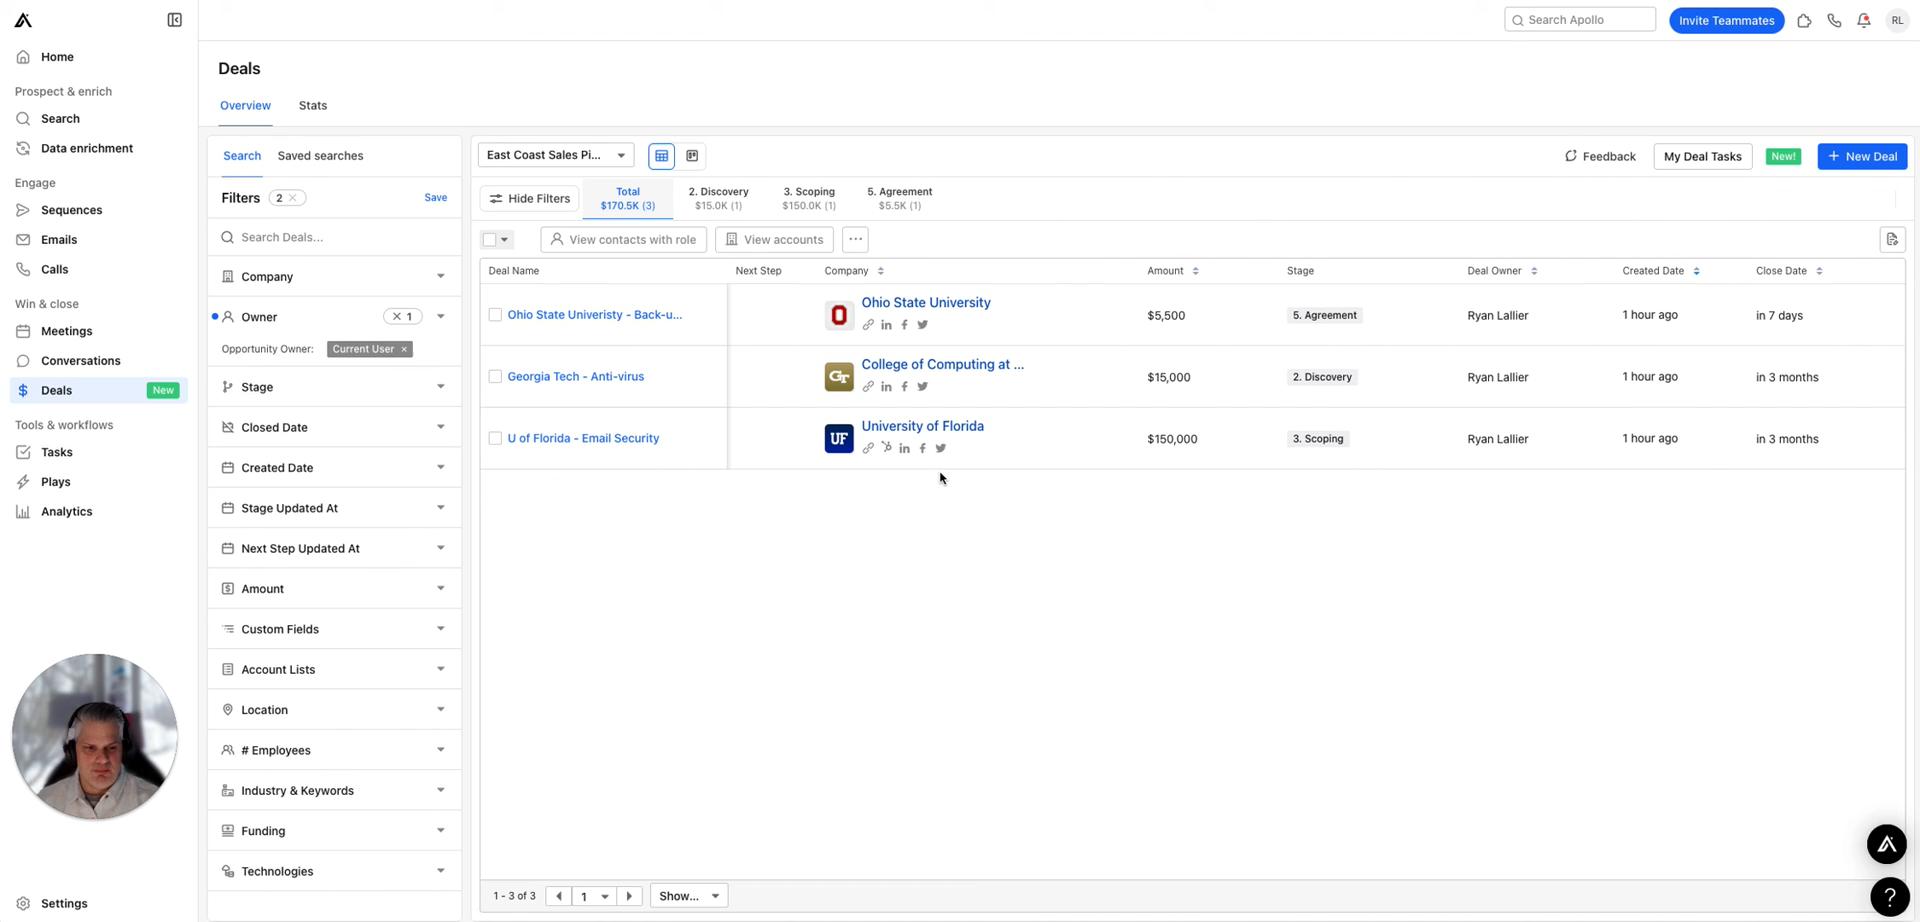 Home
Prospect & enrich
Search
Data enrichment
Engage
Sequences
Emails
Calls
Win & close
Meetings
Conversations
Deals New
Tools & workflows
Tasks
Plays
Analytics
Settings
Search Apollo
Invite Teammates
RL
Deals
Overview Stats
Search Saved searches
Filters 2 Save
Search Deals...
Company
Owner 1
Opportunity Owner: Current User
Stage
Closed Date
Created Date
Stage Updated At
Next Step Updated At
Amount
Custom Fields
Account Lists
Location
# Employees
Industry & Keywords
Funding
Technologies
East Coast Sales Pi...
Feedback My Deal Tasks New! + New Deal
Hide Filters
Total
$170.5K (3)
2. Discovery
$15.0K (1)
3. Scoping
$150.0K (1)
5. Agreement
$5.5K (1)
View contacts with role View accounts ...
Deal Name Next Step Company Amount Stage Deal Owner Created Date Close Date
Ohio State Univeristy - Back-u... Ohio State University $5,500 5. Agreement Ryan Lallier 1 hour ago in 7 days
Georgia Tech - Anti-virus GT College of Computing at ... $15,000 2. Discovery Ryan Lallier 1 hour ago in 3 months
U of Florida - Email Security UF University of Florida $150,000 3. Scoping Ryan Lallier 1 hour ago in 3 months
1 - 3 of 3 1 Show...
?